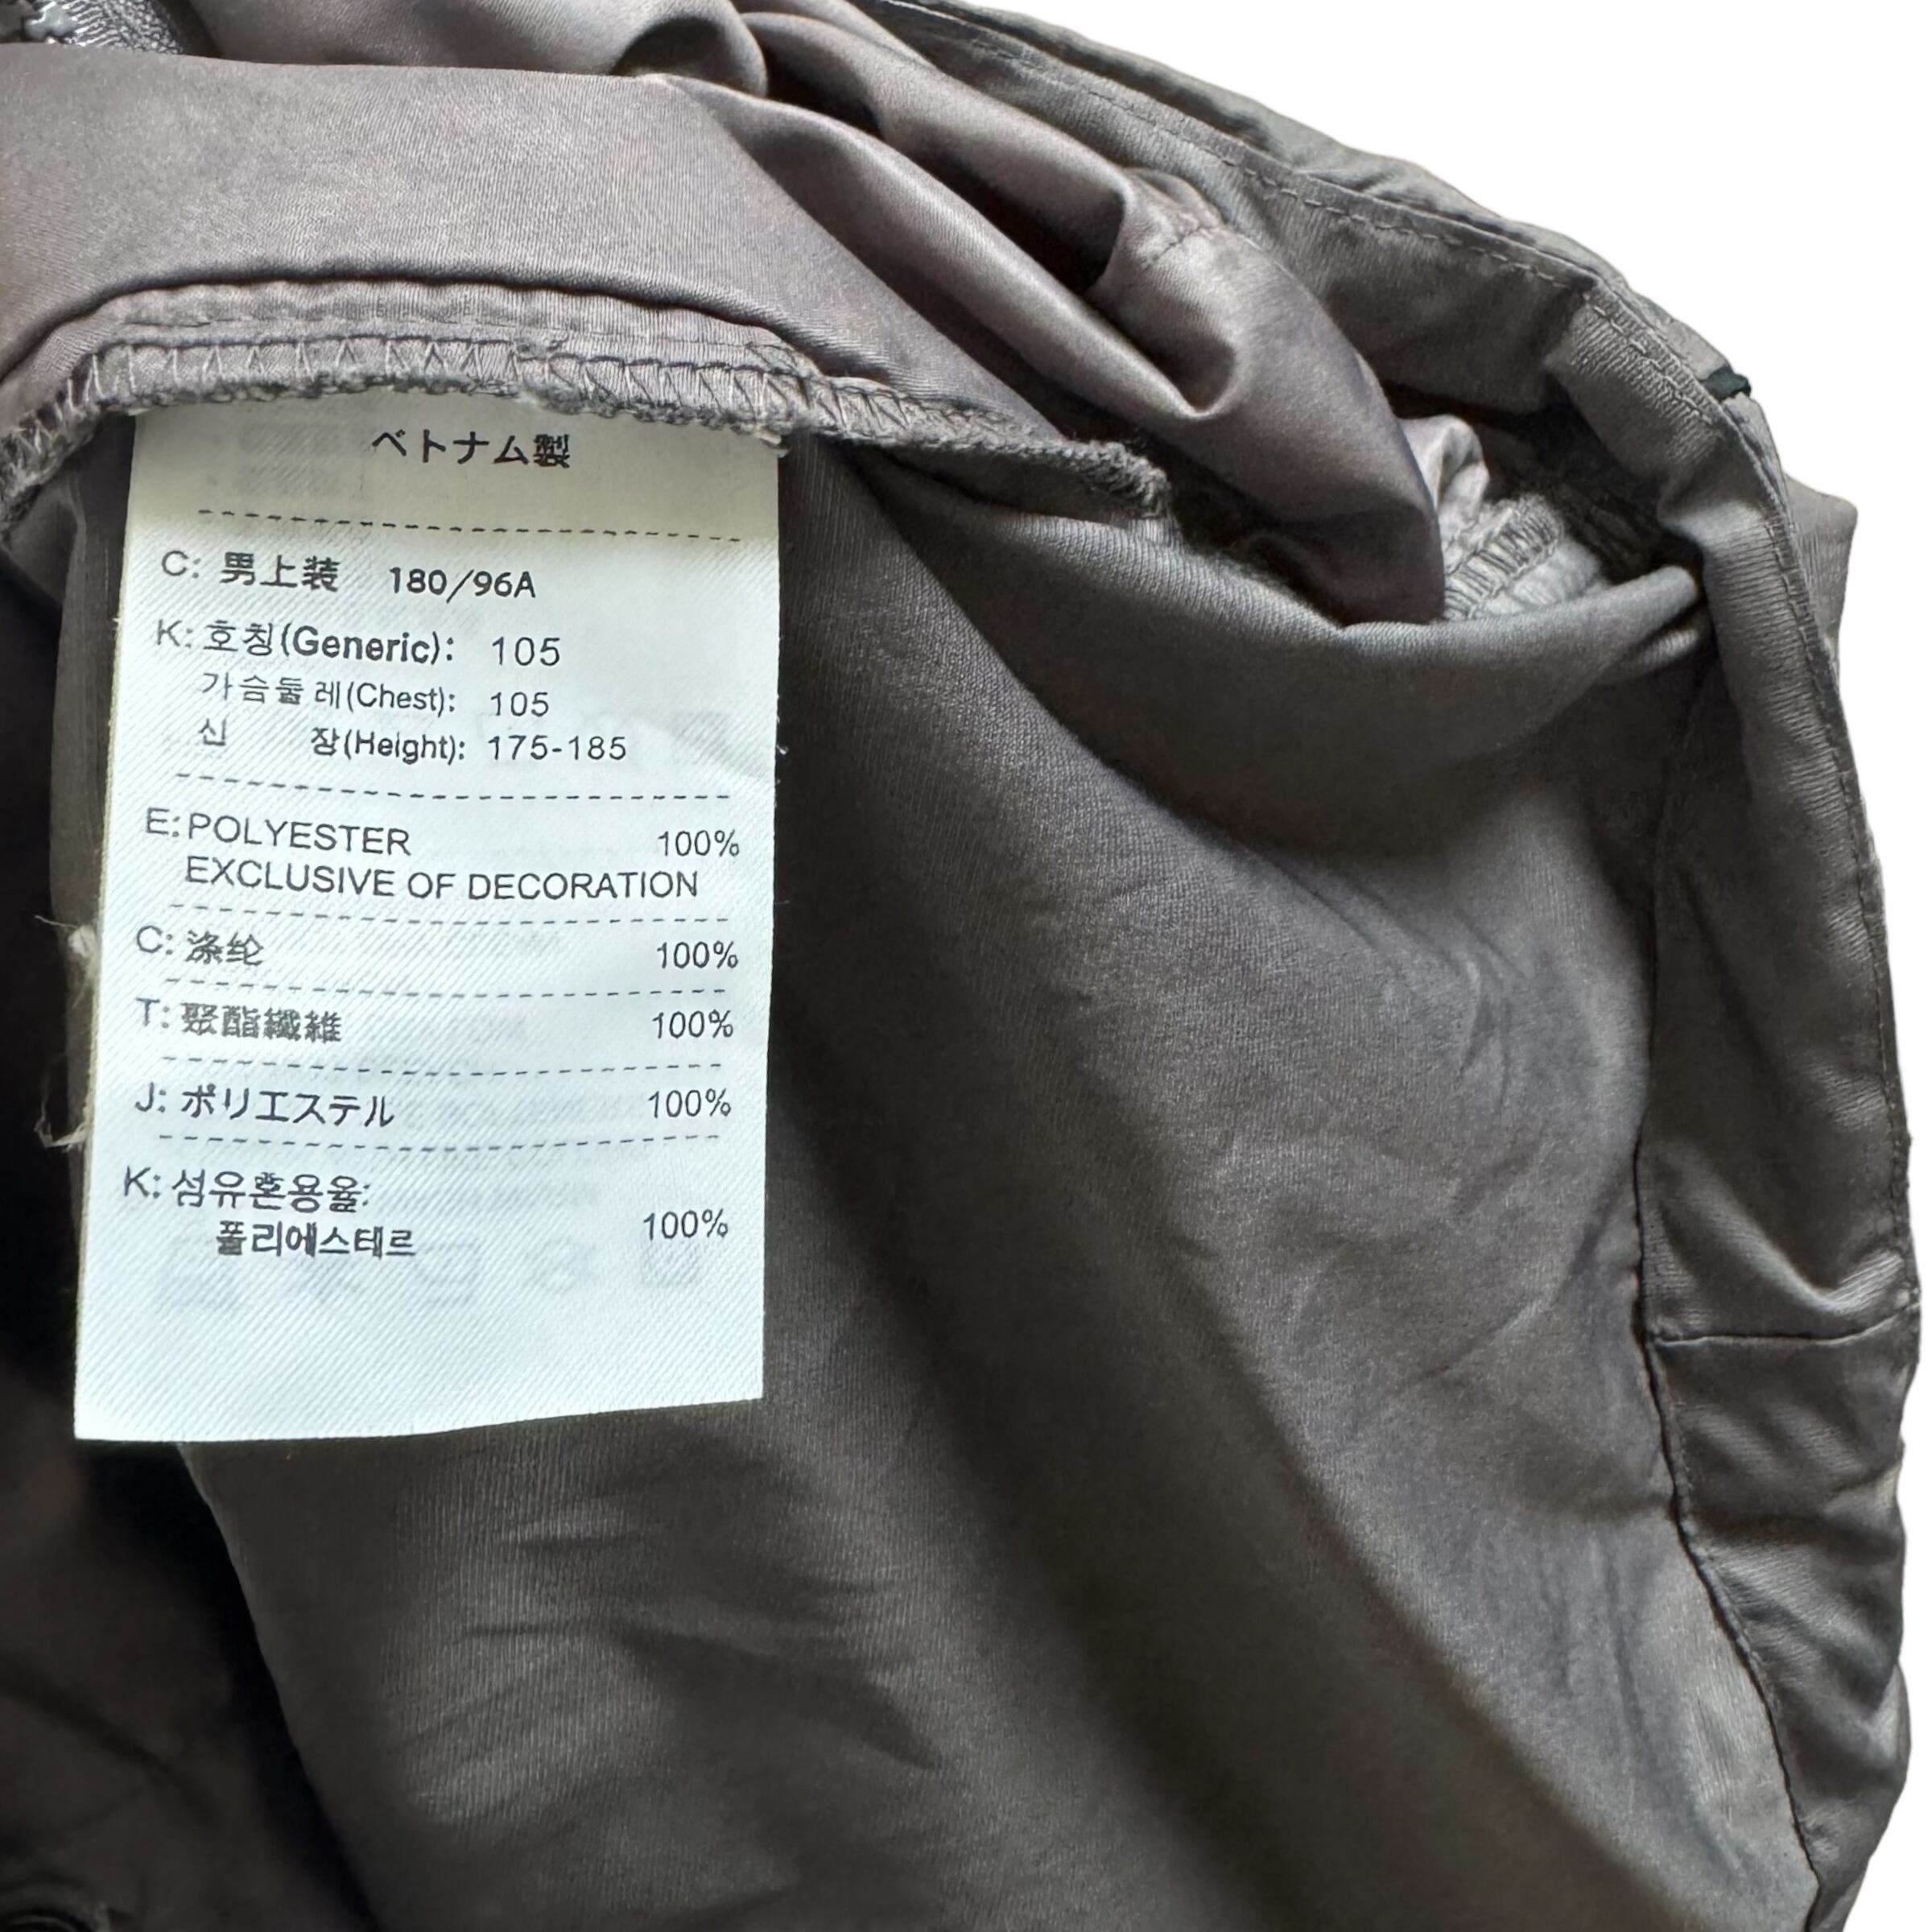 ベトナム製
C: 男上装 180/96A
K: 호칭(Generic): 105
가슴둘레(Chest): 105
신 장(Height): 175-185
E: POLYESTER 100%
EXCLUSIVE OF DECORATION
C: 涤纶 100%
T: 聚酯纖維 100%
J: ポリエステル 100%
K: 섬유혼용율:
폴리에스테르 100%